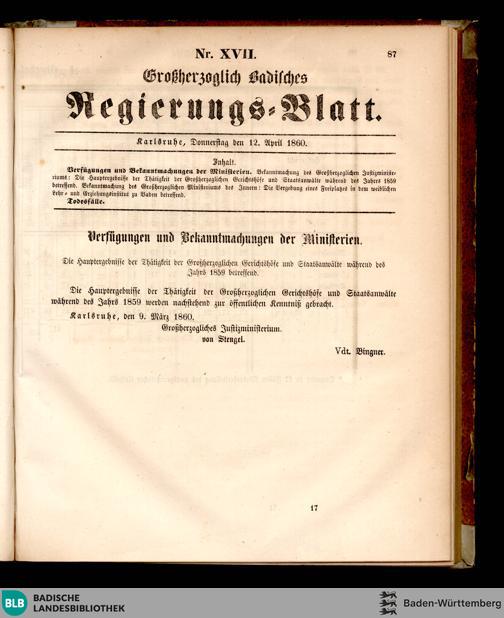 Nr. XVII.
87
Großherzoglich Badisches
Regierungs-Blatt.
Karlsruhe, Donnerstag den 12. April 1860.
Inhalt.
Verfügungen und Bekanntmachungen der Ministerien. Bekanntmachung des Großherzoglichen Justizministe-
riums: Die Hauptergebnisse der Thätigkeit der Großherzoglichen Gerichtshöfe und Staatsanwälte während des Jahres 1859
betreffend. Bekanntmachung des Großherzoglichen Ministeriums des Innern: Die Vergebung eines Freiplatzes in dem weiblichen
Lehr- und Erziehungsinstitut zu Baden betreffend.
Todesfälle.
Verfügungen und Bekanntmachungen der Ministerien.
Die Hauptergebnisse der Thätigkeit der Großherzoglichen Gerichtshöfe und Staatsanwälte während des
Jahrs 1859 betreffend.
Die Hauptergebnisse der Thätigkeit der Großherzoglichen Gerichtshöfe und Staatsanwälte
während des Jahrs 1859 werden nachstehend zur öffentlichen Kenntniß gebracht.
Karlsruhe, den 9. März 1860.
Großherzogliches Justizministerium.
von Stengel.
Vdt. Bingner.
17
BLB BADISCHE
LANDESBIBLIOTHEK
Baden-Württemberg